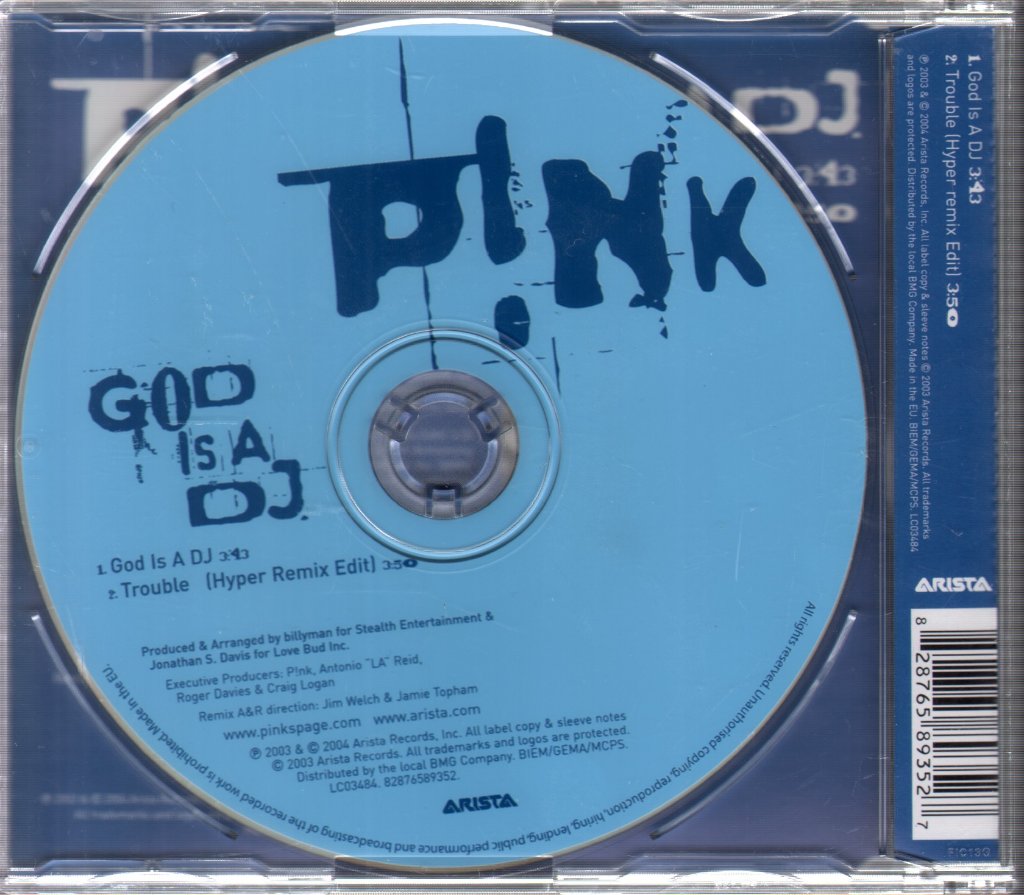 P!NK
GOD
IS A
DJ.
1. God Is A DJ 3:43
2. Trouble (Hyper Remix Edit) 3:50
Produced & Arranged by billyman for Stealth Entertainment &
Jonathan S. Davis for Love Bud Inc.
Executive Producers: P!nk, Antonio "LA" Reid,
Roger Davies & Craig Logan
Remix A&R direction: Jim Welch & Jamie Topham
www.pinkspage.com www.arista.com
℗ 2003 & © 2004 Arista Records, Inc. All label copy & sleeve notes
© 2003 Arista Records. All trademarks and logos are protected.
Distributed by the local BMG Company. BIEM/GEMA/MCPS.
LC03484. 82876589352.
ARISTA
All rights reserved. Unauthorised copying, reproduction, hiring, lending, public performance and broadcasting of the recorded work is prohibited. Made in the EU.
DJ.
3:43
1. God Is A DJ 3:43
2. Trouble (Hyper remix Edit) 3:50
℗ 2003 & © 2004 Arista Records, Inc. All label copy & sleeve notes © 2003 Arista Records. All trademarks
and logos are protected. Distributed by the local BMG Company. Made in the EU. BIEM/GEMA/MCPS. LC03484
ARISTA
8 28765 89352 7